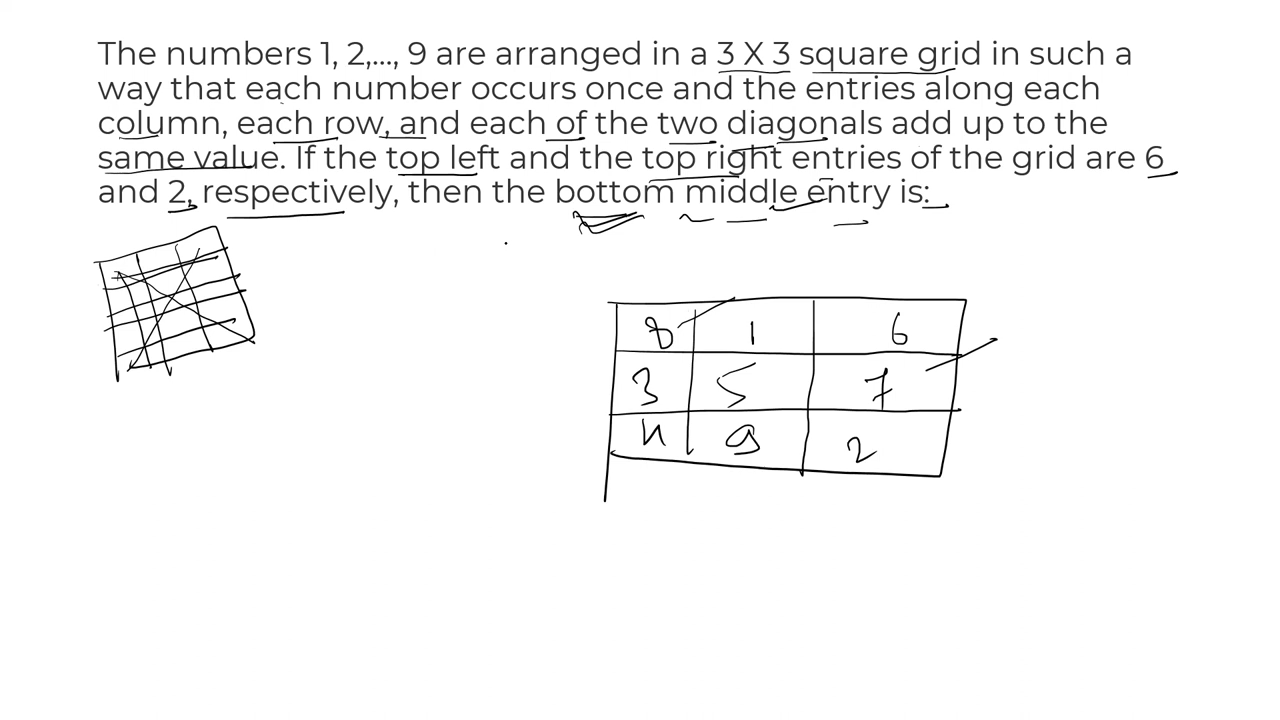 The numbers 1, 2,..., 9 are arranged in a 3 X 3 square grid in such a
way that each number occurs once and the entries along each
column, each row, and each of the two diagonals add up to the
same value. If the top left and the top right entries of the grid are 6
and 2, respectively, then the bottom middle entry is:
8 1 6
3 5 7
4 9 2